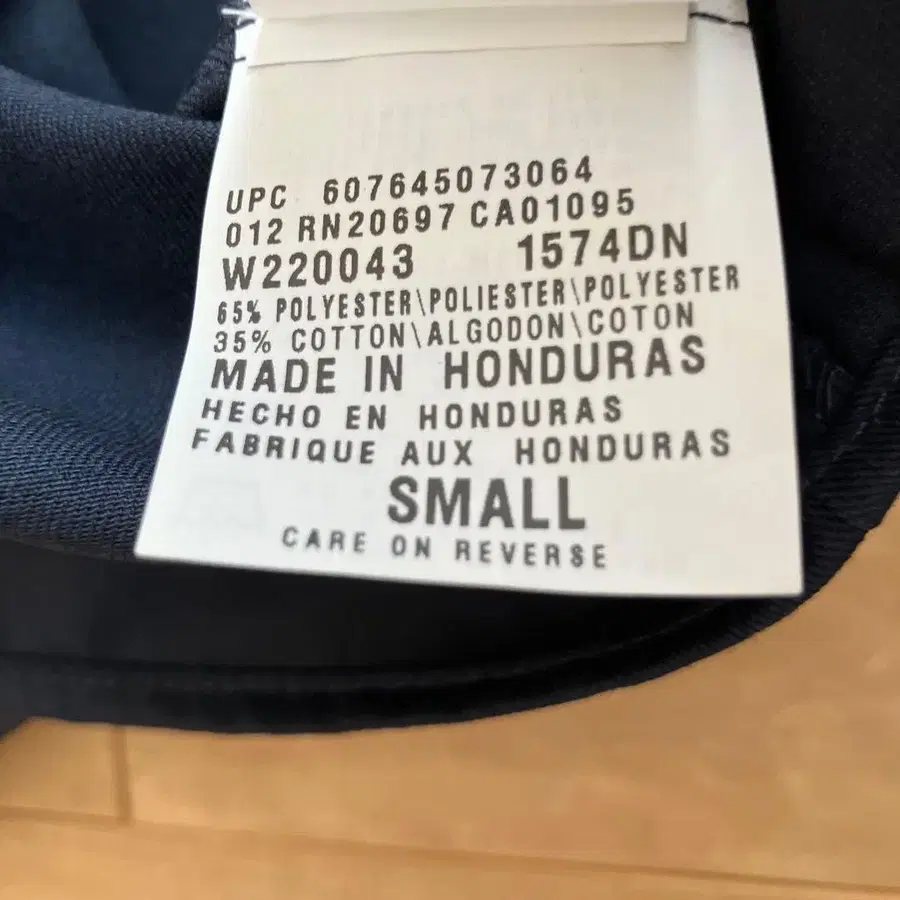 UPC 607645073064
012 RN20697 CA01095
W220043 1574DN
65% POLYESTER\POLIESTER\POLYESTER
35% COTTON\ALGODON\COTON
MADE IN HONDURAS
HECHO EN HONDURAS
FABRIQUE AUX HONDURAS
SMALL
CARE ON REVERSE